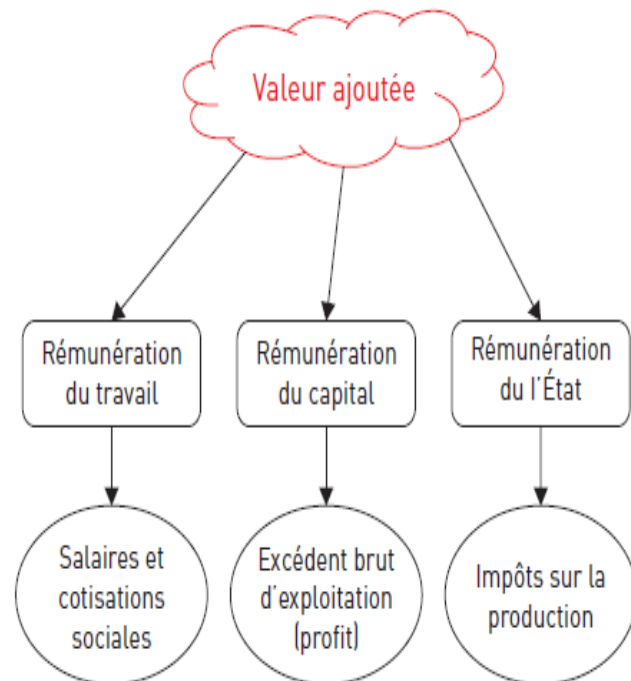 Valeur ajoutée
Rémunération
du travail
Rémunération
du capital
Rémunération
du l'État
Salaires et
cotisations
sociales
Excédent brut
d'exploitation
(profit)
Impôts sur la
production